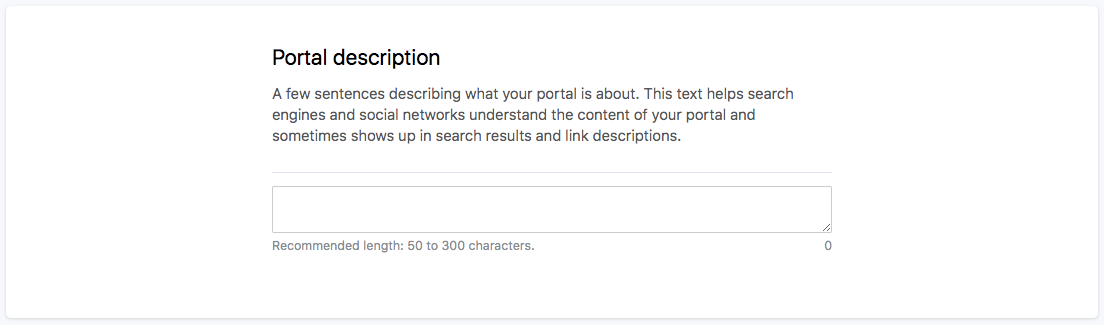 Portal description
A few sentences describing what your portal is about. This text helps search
engines and social networks understand the content of your portal and
sometimes shows up in search results and link descriptions.
Recommended length: 50 to 300 characters.
0